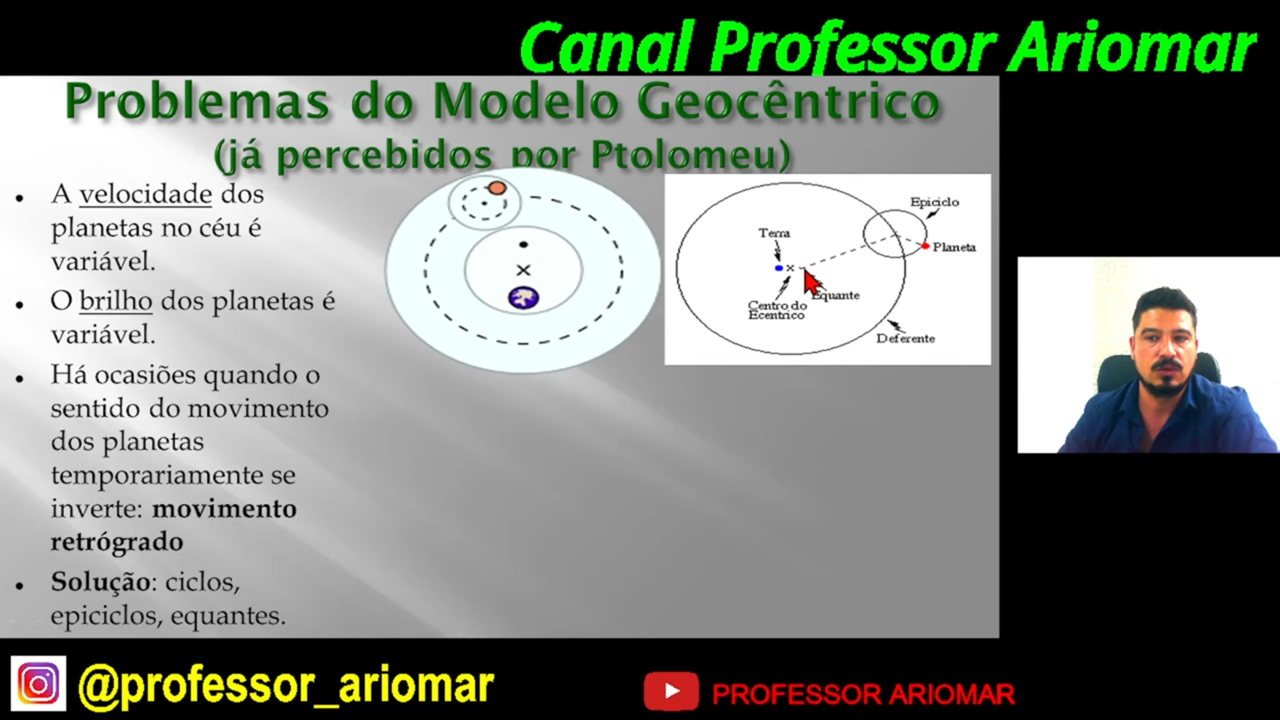 Canal Professor Ariomar
Problemas do Modelo Geocêntrico
(já percebidos por Ptolomeu)
• A velocidade dos
planetas no céu é
variável.
• O brilho dos planetas é
variável.
• Há ocasiões quando o
sentido do movimento
dos planetas
temporariamente se
inverte: movimento
retrógrado
• Solução: ciclos,
epiciclos, equantes.
Epiciclo
Terra
Planeta
Equante
Centro do
Ecentrico
Deferente
@professor_ariomar
PROFESSOR ARIOMAR